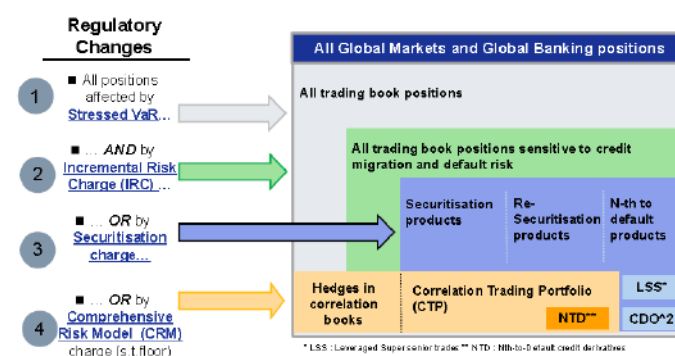 Regulatory
Changes
All Global Markets and Global Banking positions
1
■ All positions
affected by
Stressed VaR...
All trading book positions
2
■ ... AND by
Incremental Risk
Charge (IRC) ...
All trading book positions sensitive to credit
migration and default risk
3
■ ... OR by
Securitisation
charge...
Securitisation
products
Re-
Securitisation
products
N-th to
default
products
4
■ ... OR by
Comprehensive
Risk Model (CRM)
charge (s.t.floor)
Hedges in
correlation
books
Correlation Trading Portfolio
(CTP)
NTD**
LSS*
CDO^2
* LSS : Leveraged Super senior trades ** NTD : Nth-to-Default credit derivatives